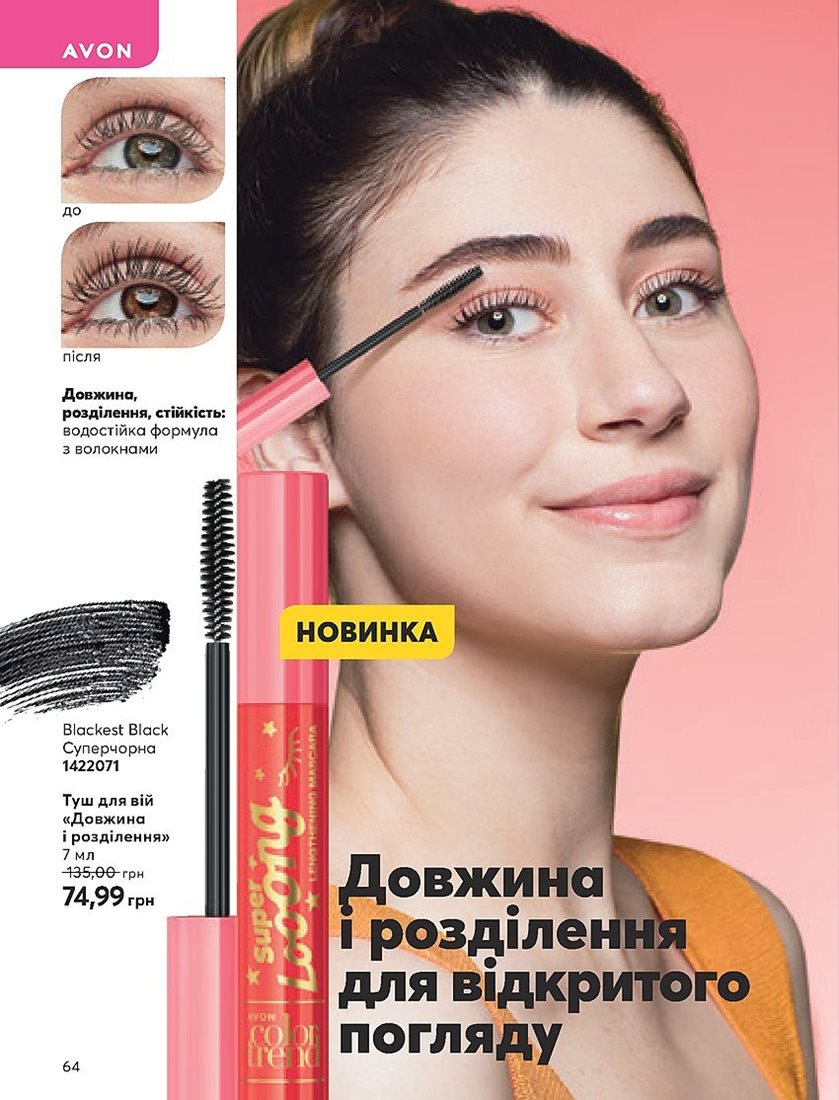 AVON
до
після
Довжина,
розділення, стійкість:
водостійка формула
з волокнами
НОВИНКА
Blackest Black
Суперчорна
1422071
Туш для вій
«Довжина
і розділення»
7 мл
135,00 грн
74,99 грн
super
Looong
LENGTHENING MASCARA
AVON
color
trend
Довжина
і розділення
для відкритого
погляду
64